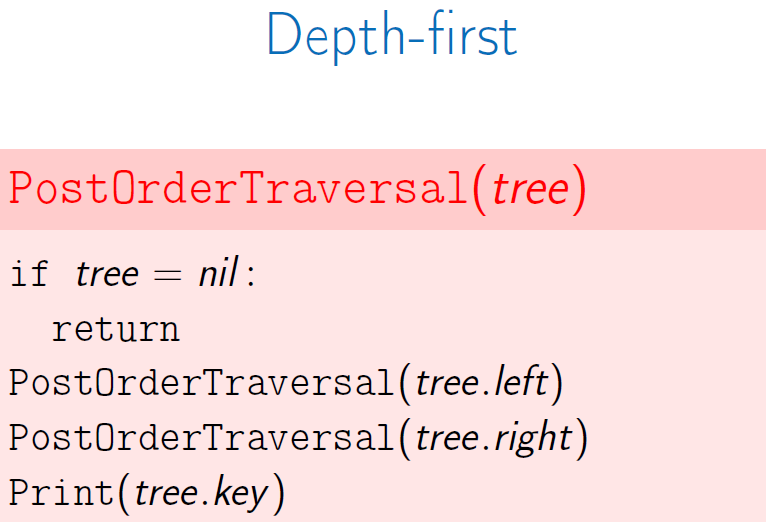 Depth-first
PostOrderTraversal(tree)
if tree = nil:
return
PostOrderTraversal(tree.left)
PostOrderTraversal(tree.right)
Print(tree.key)